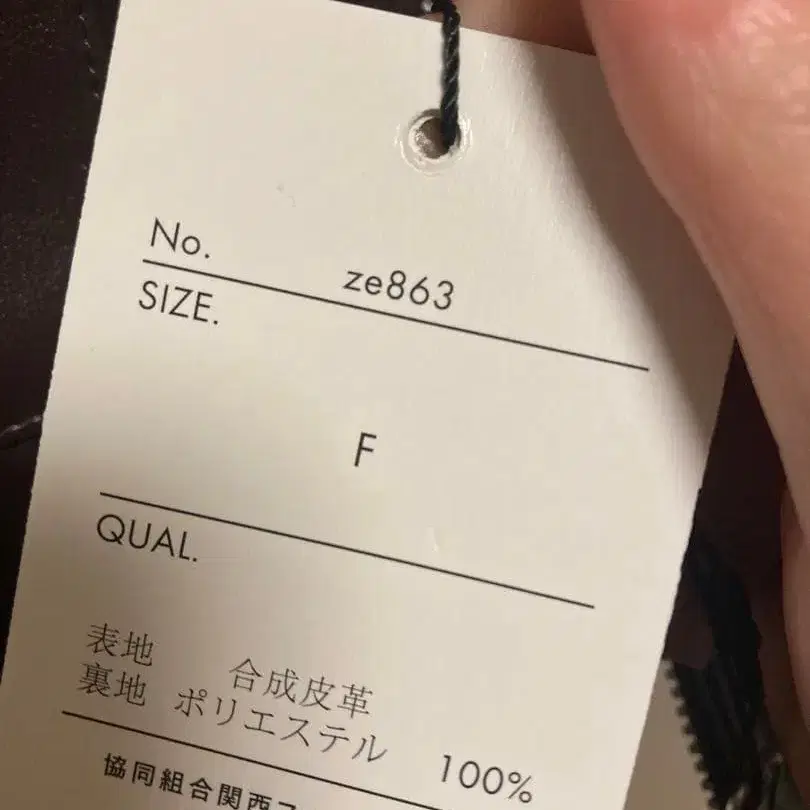 No.
ze863
SIZE.
F
QUAL.
表地 合成皮革
裏地 ポリエステル 100%
協同組合関西